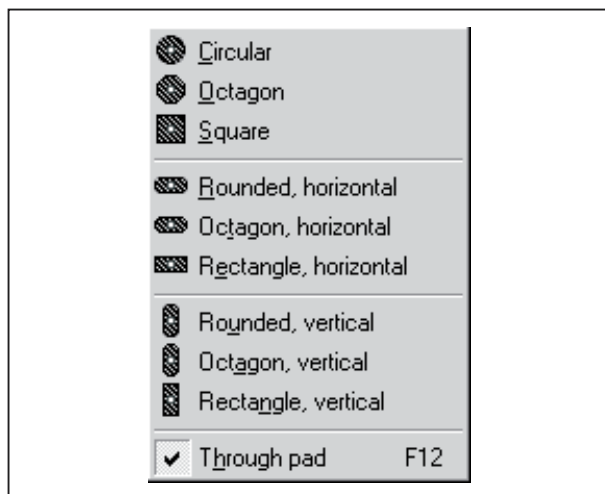 Circular
Octagon
Square
Rounded, horizontal
Octagon, horizontal
Rectangle, horizontal
Rounded, vertical
Octagon, vertical
Rectangle, vertical
Through pad F12